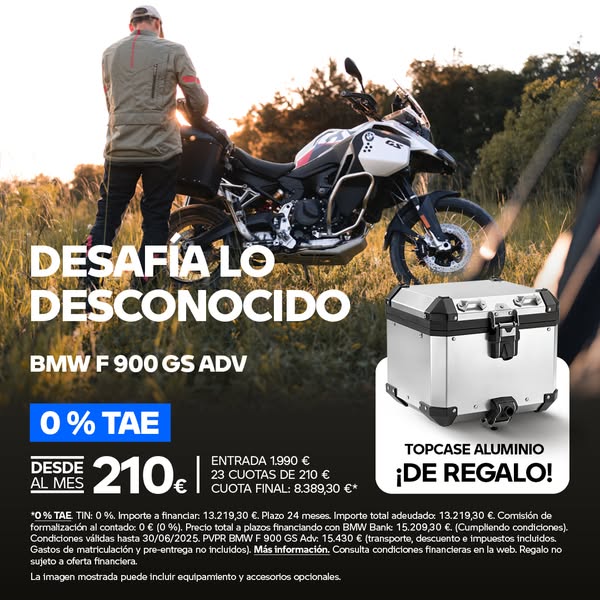 GS
DESAFÍA LO
DESCONOCIDO
BMW F 900 GS ADV
0 % TAE
DESDE
AL MES
210€
ENTRADA 1.990 €
23 CUOTAS DE 210 €
CUOTA FINAL: 8.389,30 €*
TOPCASE ALUMINIO
¡DE REGALO!
*0 % TAE. TIN: 0 %. Importe a financiar: 13.219,30 €. Plazo 24 meses. Importe total adeudado: 13.219,30 €. Comisión de
formalización al contado: 0 € (0 %). Precio total a plazos financiando con BMW Bank: 15.209,30 €. (Cumpliendo condiciones).
Condiciones válidas hasta 30/06/2025. PVPR BMW F 900 GS Adv: 15.430 € (transporte, descuento e impuestos incluidos.
Gastos de matriculación y pre-entrega no incluidos). Más información. Consulta condiciones financieras en la web. Regalo no
sujeto a oferta financiera.
La imagen mostrada puede incluir equipamiento y accesorios opcionales.